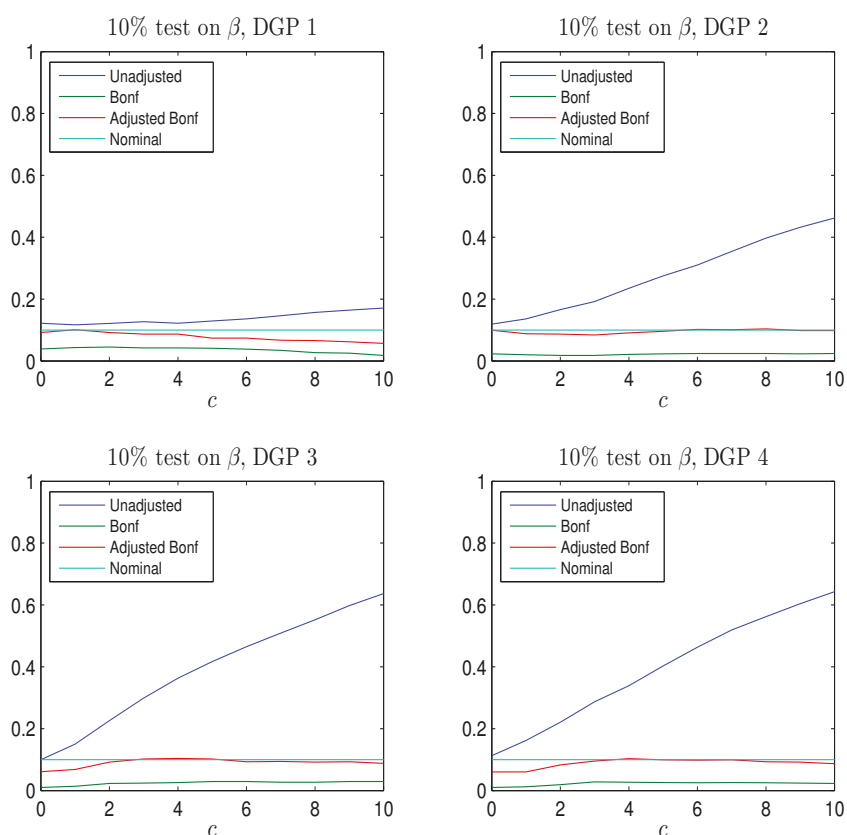 10% test on β, DGP 1
1
0.8
0.6
0.4
0.2
0
Unadjusted
Bonf
Adjusted Bonf
Nominal
0 2 4 6 8 10
c
10% test on β, DGP 2
1
0.8
0.6
0.4
0.2
0
Unadjusted
Bonf
Adjusted Bonf
Nominal
0 2 4 6 8 10
c
10% test on β, DGP 3
1
0.8
0.6
0.4
0.2
0
Unadjusted
Bonf
Adjusted Bonf
Nominal
0 2 4 6 8 10
c
10% test on β, DGP 4
1
0.8
0.6
0.4
0.2
0
Unadjusted
Bonf
Adjusted Bonf
Nominal
0 2 4 6 8 10
c